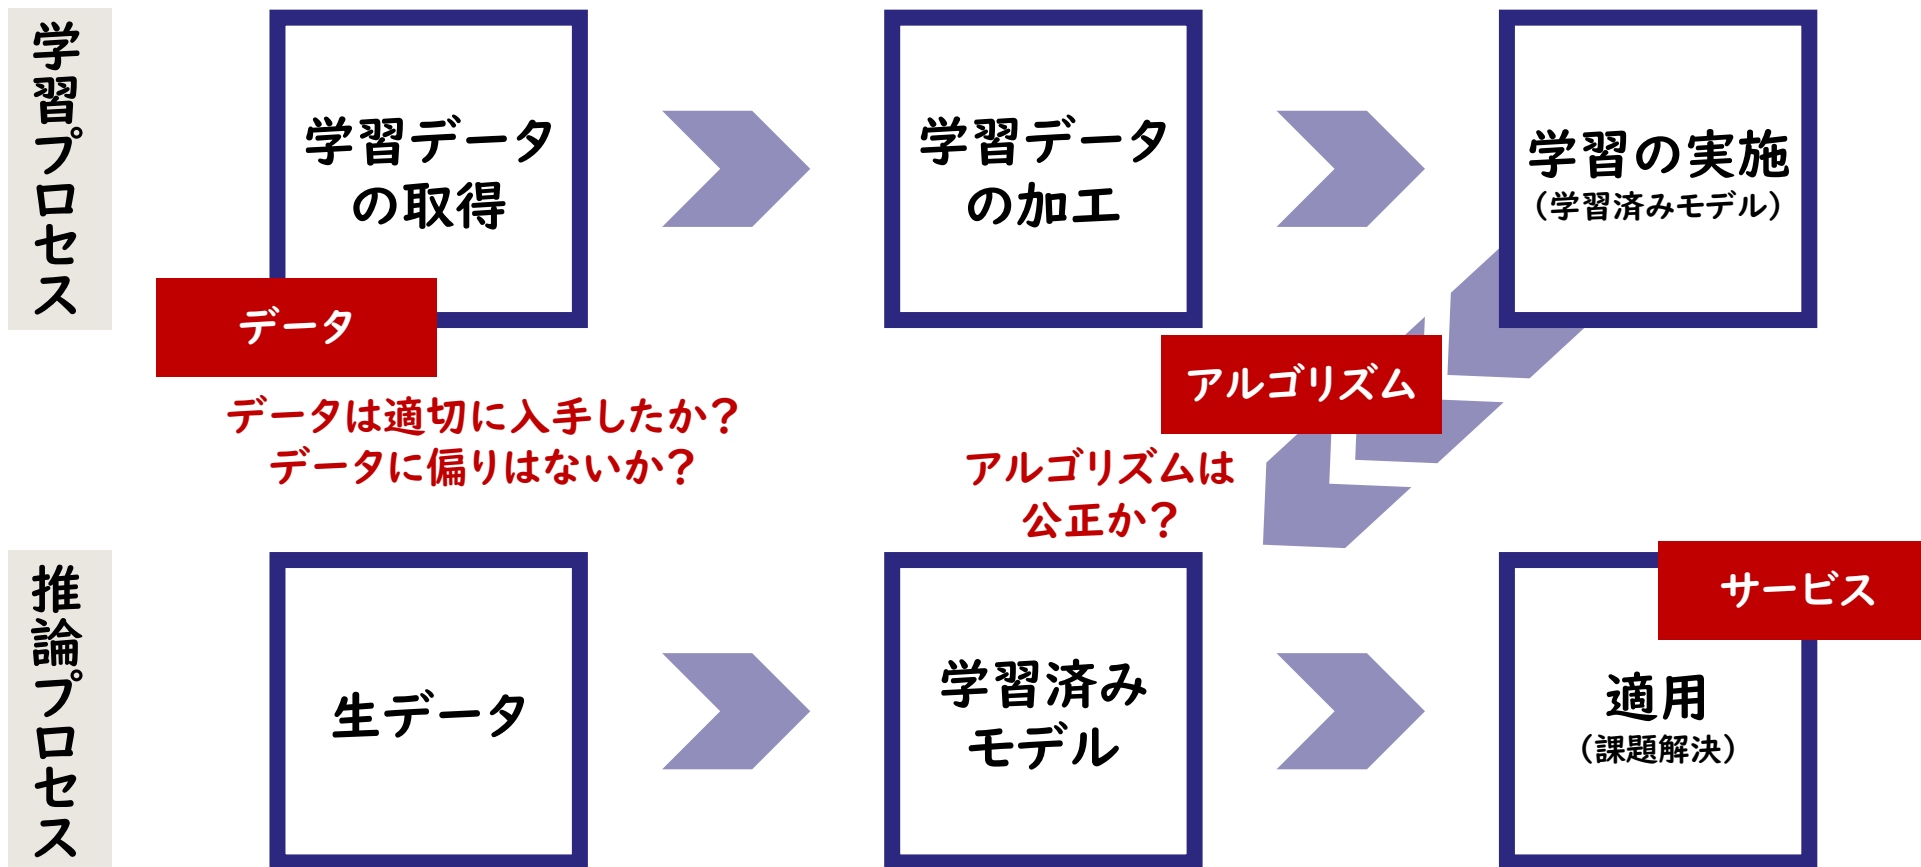 学習プロセス
学習データ
の取得
学習データ
の加工
学習の実施
（学習済みモデル）
データ
データは適切に入手したか？
データに偏りはないか？
アルゴリズム
アルゴリズムは
公正か？
推論プロセス
生データ
学習済み
モデル
サービス
適用
（課題解決）